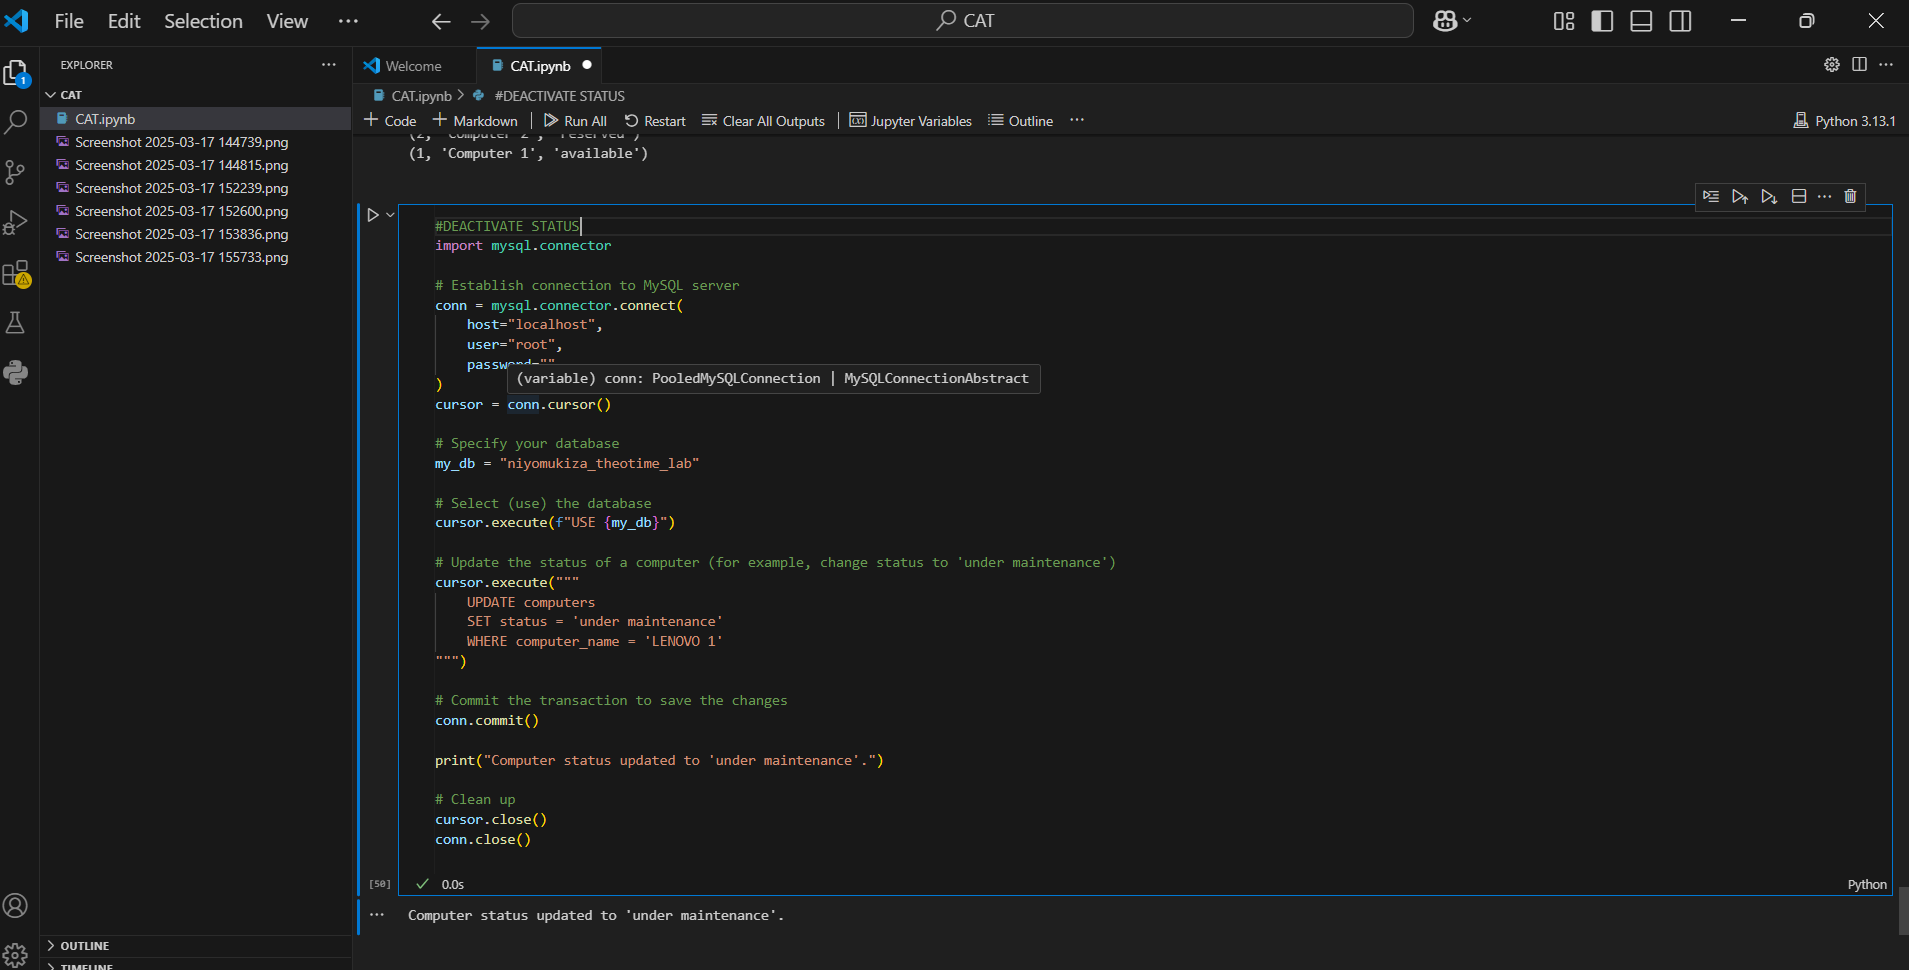 File Edit Selection View ··· CAT
EXPLORER ···
CAT
CAT.ipynb
Screenshot 2025-03-17 144739.png
Screenshot 2025-03-17 144815.png
Screenshot 2025-03-17 152239.png
Screenshot 2025-03-17 152600.png
Screenshot 2025-03-17 153836.png
Screenshot 2025-03-17 155733.png
OUTLINE
TIMELINE
1
Welcome CAT.ipynb ●
CAT.ipynb > #DEACTIVATE STATUS
+ Code + Markdown | Run All Restart Clear All Outputs | Jupyter Variables Outline ··· Python 3.13.1
(2, 'Computer 2', 'reserved')
(1, 'Computer 1', 'available')
#DEACTIVATE STATUS
import mysql.connector
# Establish connection to MySQL server
conn = mysql.connector.connect(
host="localhost",
user="root",
password=""
(variable) conn: PooledMySQLConnection | MySQLConnectionAbstract
)
cursor = conn.cursor()
# Specify your database
my_db = "niyomukiza_theotime_lab"
# Select (use) the database
cursor.execute(f"USE {my_db}")
# Update the status of a computer (for example, change status to 'under maintenance')
cursor.execute("""
UPDATE computers
SET status = 'under maintenance'
WHERE computer_name = 'LENOVO 1'
""")
# Commit the transaction to save the changes
conn.commit()
print("Computer status updated to 'under maintenance'.")
# Clean up
cursor.close()
conn.close()
[50] ✓ 0.0s Python
··· Computer status updated to 'under maintenance'.